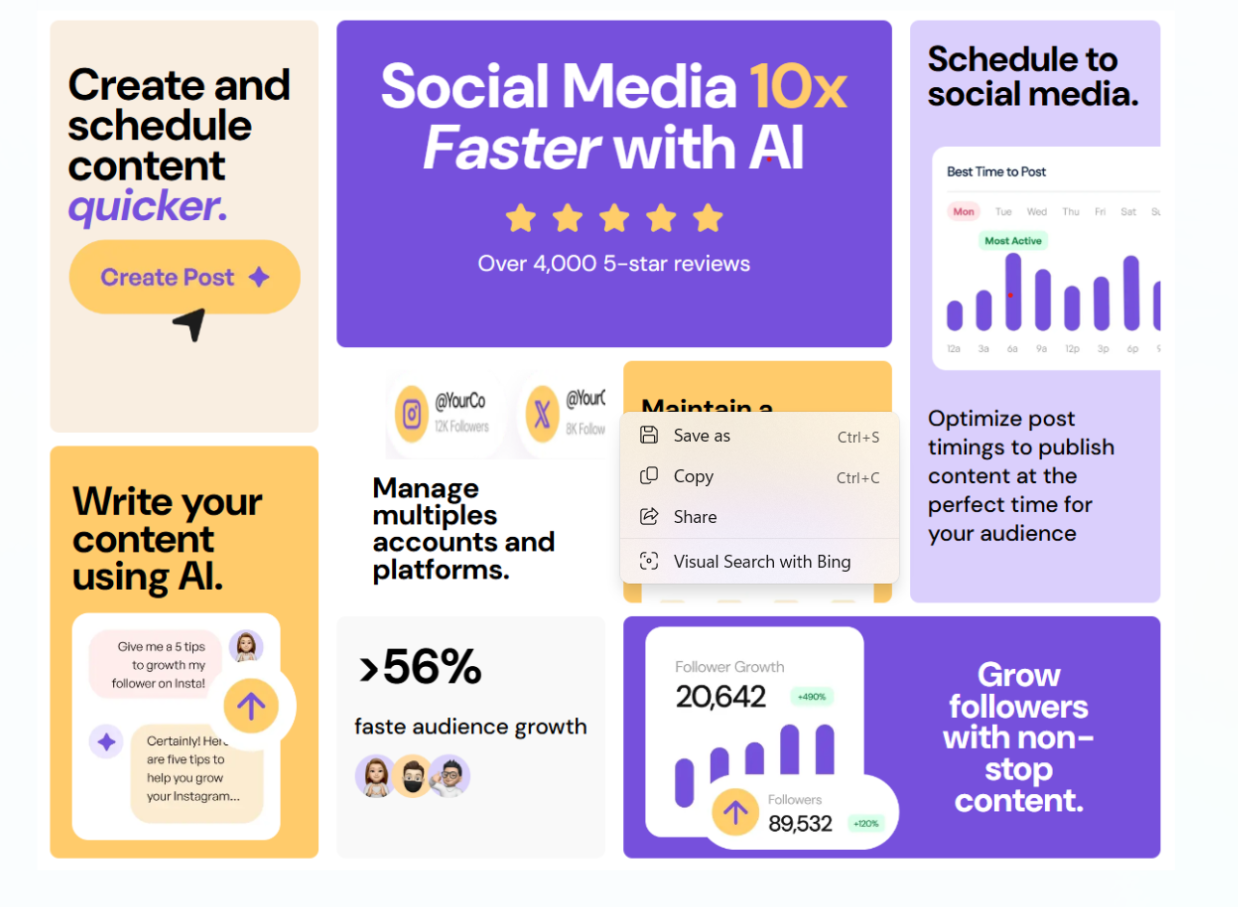 Create and
schedule
content
quicker.
Create Post
Social Media 10x
Faster with AI
Over 4,000 5-star reviews
Schedule to
social media.
Best Time to Post
Mon Tue Wed Thu Fri Sat
Most Active
12a 3a 6a 9a 12p 3p 6p
Optimize post
timings to publish
content at the
perfect time for
your audience
@YourCo
12K Followers
@YourC
8K Follow
Manage
multiples
accounts and
platforms.
Maintain a
Save as Ctrl+S
Copy Ctrl+C
Share
Visual Search with Bing
Write your
content
using AI.
Give me a 5 tips
to growth my
follower on Insta!
Certainly! Here
are five tips to
help you grow
your Instagram...
>56%
faste audience growth
Follower Growth
20,642 +490%
Followers
89,532 +120%
Grow
followers
with non-
stop
content.